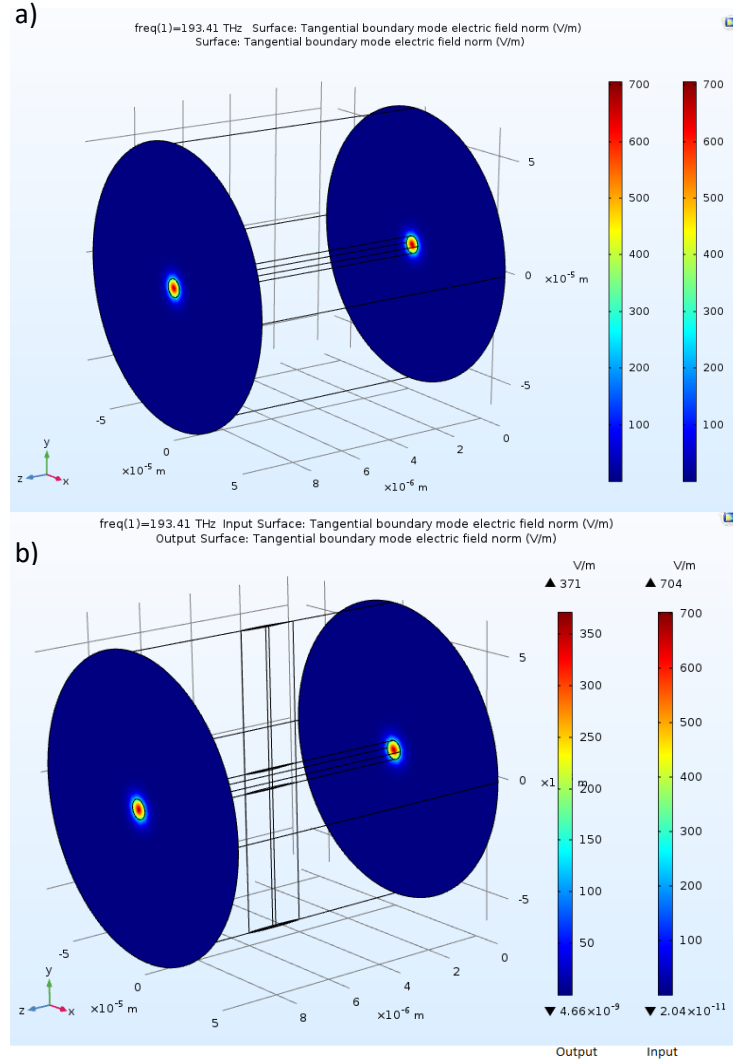 a)
freq(1)=193.41 THz Surface: Tangential boundary mode electric field norm (V/m)
Surface: Tangential boundary mode electric field norm (V/m)
700 700
600 600
500 500
400 400
300 300
200 200
100 100
5
0 ×10⁻⁵ m
-5
-5
0
×10⁻⁵ m
5
8
6
4
2
0
×10⁻⁶ m
y
z x
b)
freq(1)=193.41 THz Input Surface: Tangential boundary mode electric field norm (V/m)
Output Surface: Tangential boundary mode electric field norm (V/m)
V/m V/m
▲ 371 ▲ 704
350
300
250
200
150
100
50
700
600
500
400
300
200
100
▼ 4.66×10⁻⁹ ▼ 2.04×10⁻¹¹
5
0
-5
-5
0
×10⁻⁵ m
5
8
6
4
2
0
×10⁻⁶ m
y
z x
Output Input